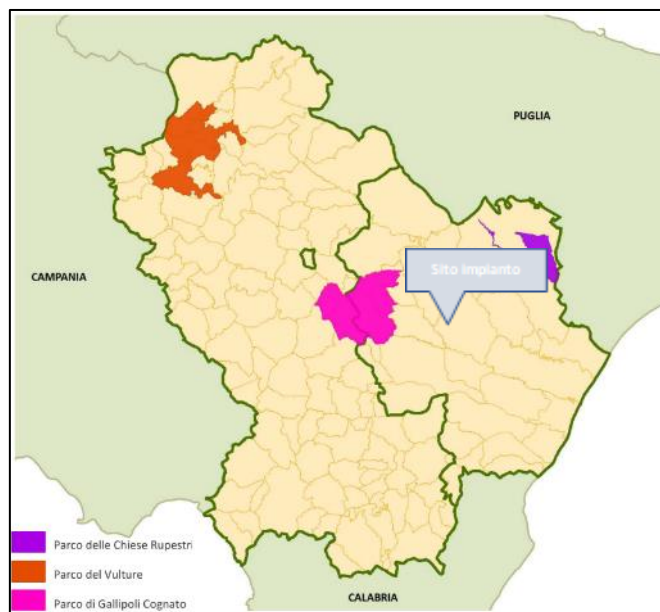 PUGLIA
Sito Impianto
CAMPANIA
Parco delle Chiese Rupestri
Parco del Vulture
Parco di Gallipoli Cognato
CALABRIA